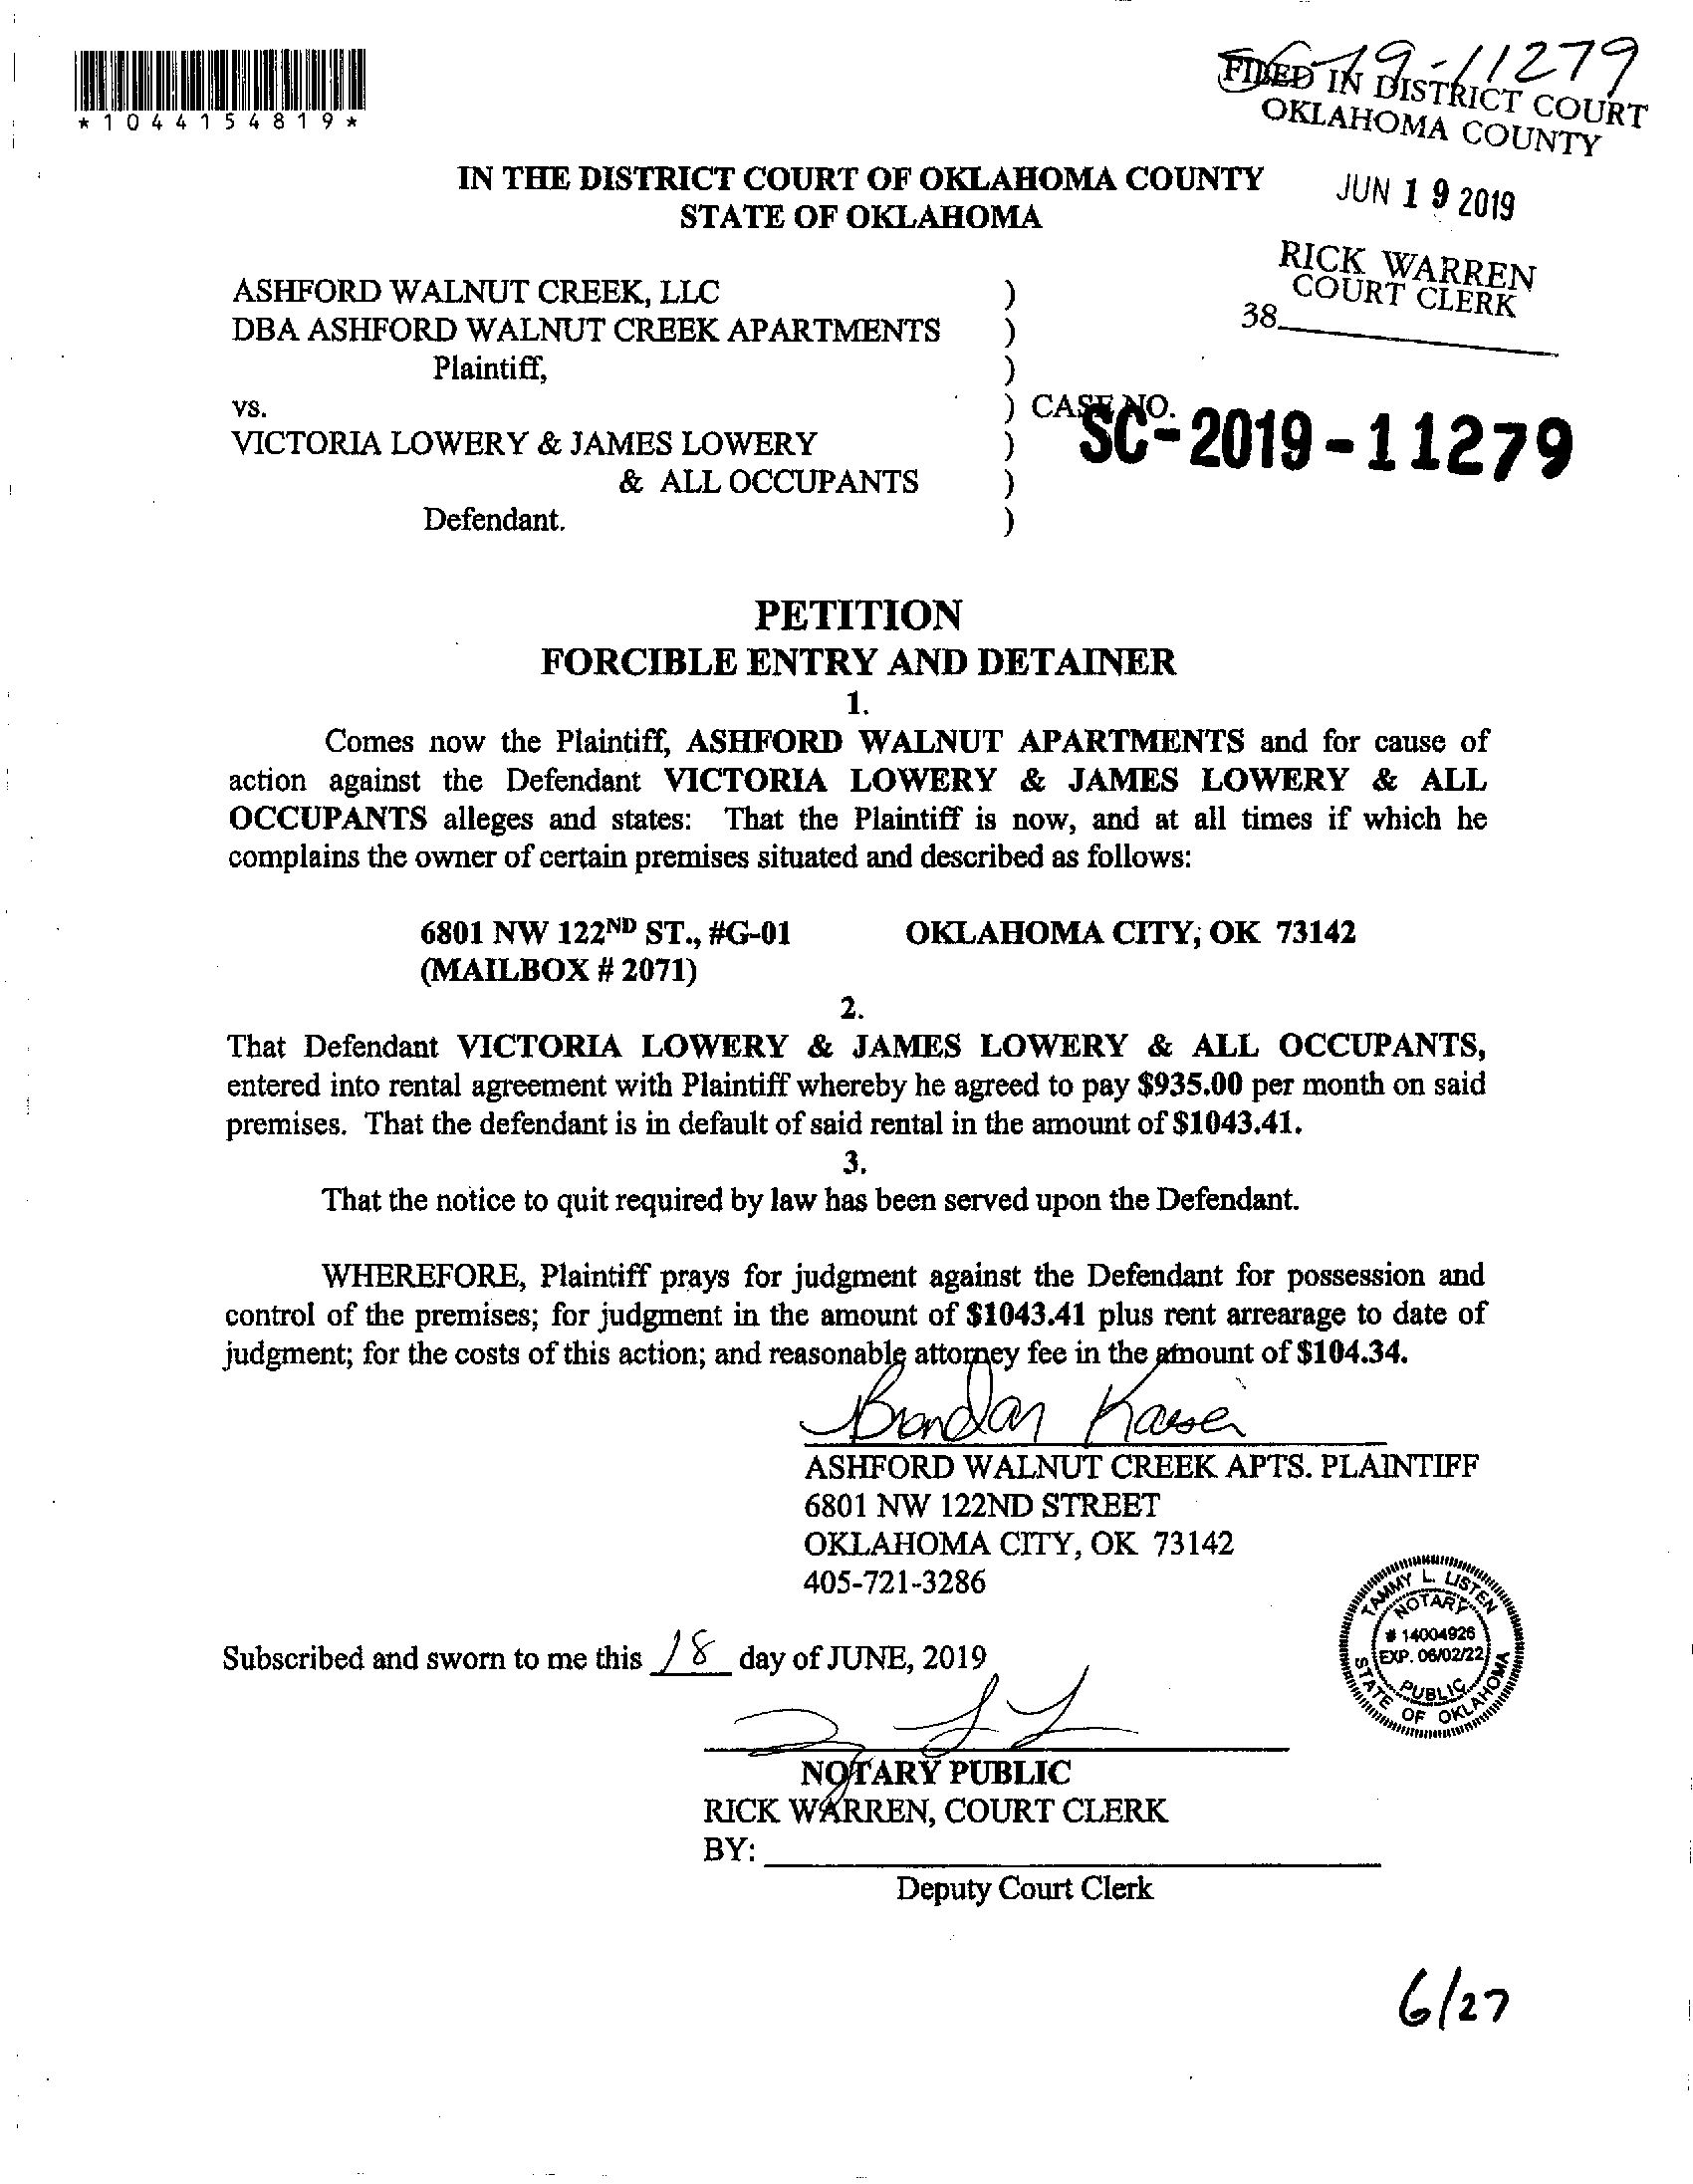 *1044154819*
SC-19-11279
FILED IN DISTRICT COURT
OKLAHOMA COUNTY
JUN 19 2019
RICK WARREN
COURT CLERK
38
IN THE DISTRICT COURT OF OKLAHOMA COUNTY
STATE OF OKLAHOMA
ASHFORD WALNUT CREEK, LLC )
DBA ASHFORD WALNUT CREEK APARTMENTS )
Plaintiff, )
vs. ) CASE NO.
SC-2019-11279
VICTORIA LOWERY & JAMES LOWERY )
& ALL OCCUPANTS )
Defendant. )
PETITION
FORCIBLE ENTRY AND DETAINER
1.
Comes now the Plaintiff, ASHFORD WALNUT APARTMENTS and for cause of
action against the Defendant VICTORIA LOWERY & JAMES LOWERY & ALL
OCCUPANTS alleges and states: That the Plaintiff is now, and at all times if which he
complains the owner of certain premises situated and described as follows:
6801 NW 122ND ST., #G-01 OKLAHOMA CITY, OK 73142
(MAILBOX # 2071)
2.
That Defendant VICTORIA LOWERY & JAMES LOWERY & ALL OCCUPANTS,
entered into rental agreement with Plaintiff whereby he agreed to pay $935.00 per month on said
premises. That the defendant is in default of said rental in the amount of $1043.41.
3.
That the notice to quit required by law has been served upon the Defendant.
WHEREFORE, Plaintiff prays for judgment against the Defendant for possession and
control of the premises; for judgment in the amount of $1043.41 plus rent arrearage to date of
judgment; for the costs of this action; and reasonable attorney fee in the amount of $104.34.
ASHFORD WALNUT CREEK APTS. PLAINTIFF
6801 NW 122ND STREET
OKLAHOMA CITY, OK 73142
405-721-3286
TAMMY L. LISTEN
NOTARY
# 14004926
EXP. 06/02/22
PUBLIC
STATE OF OKLAHOMA
Subscribed and sworn to me this 18 day of JUNE, 2019
NOTARY PUBLIC
RICK WARREN, COURT CLERK
BY:
Deputy Court Clerk
6/27